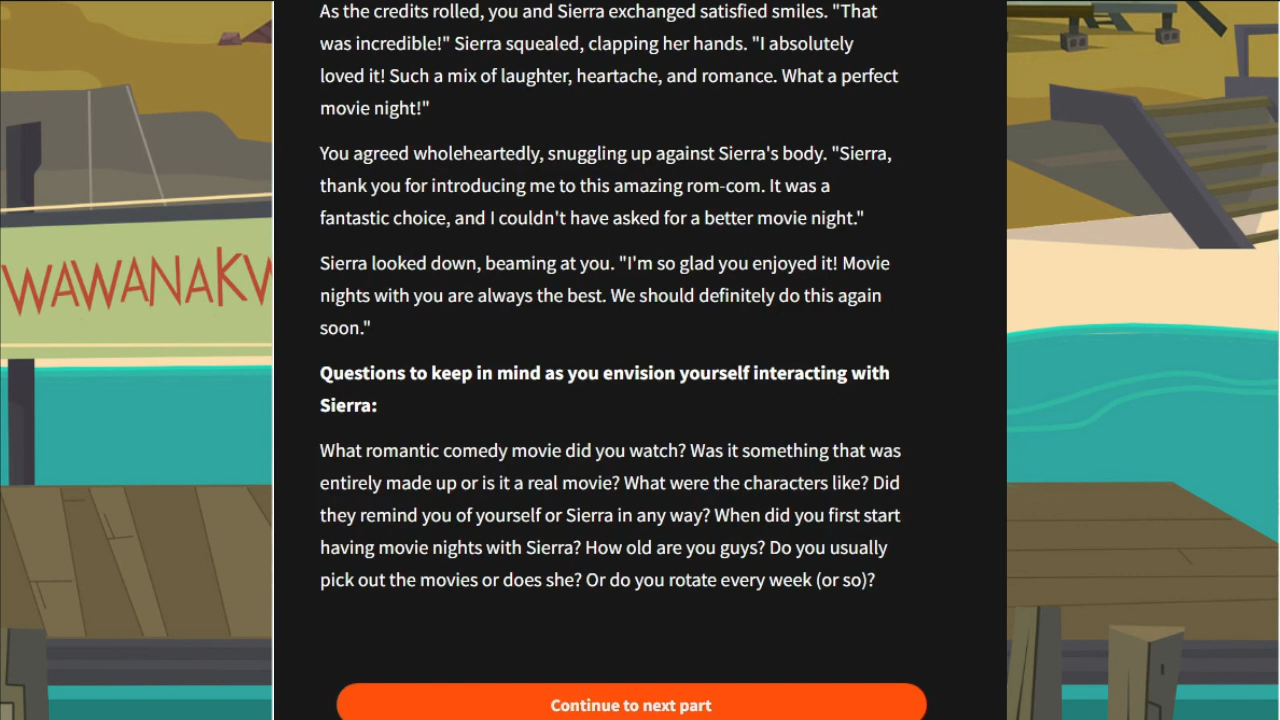 As the credits rolled, you and Sierra exchanged satisfied smiles. "That
was incredible!" Sierra squealed, clapping her hands. "I absolutely
loved it! Such a mix of laughter, heartache, and romance. What a perfect
movie night!"
You agreed wholeheartedly, snuggling up against Sierra's body. "Sierra,
thank you for introducing me to this amazing rom-com. It was a
fantastic choice, and I couldn't have asked for a better movie night."
Sierra looked down, beaming at you. "I'm so glad you enjoyed it! Movie
nights with you are always the best. We should definitely do this again
soon."
Questions to keep in mind as you envision yourself interacting with
Sierra:
What romantic comedy movie did you watch? Was it something that was
entirely made up or is it a real movie? What were the characters like? Did
they remind you of yourself or Sierra in any way? When did you first start
having movie nights with Sierra? How old are you guys? Do you usually
pick out the movies or does she? Or do you rotate every week (or so)?
Continue to next part
WAWANAKW